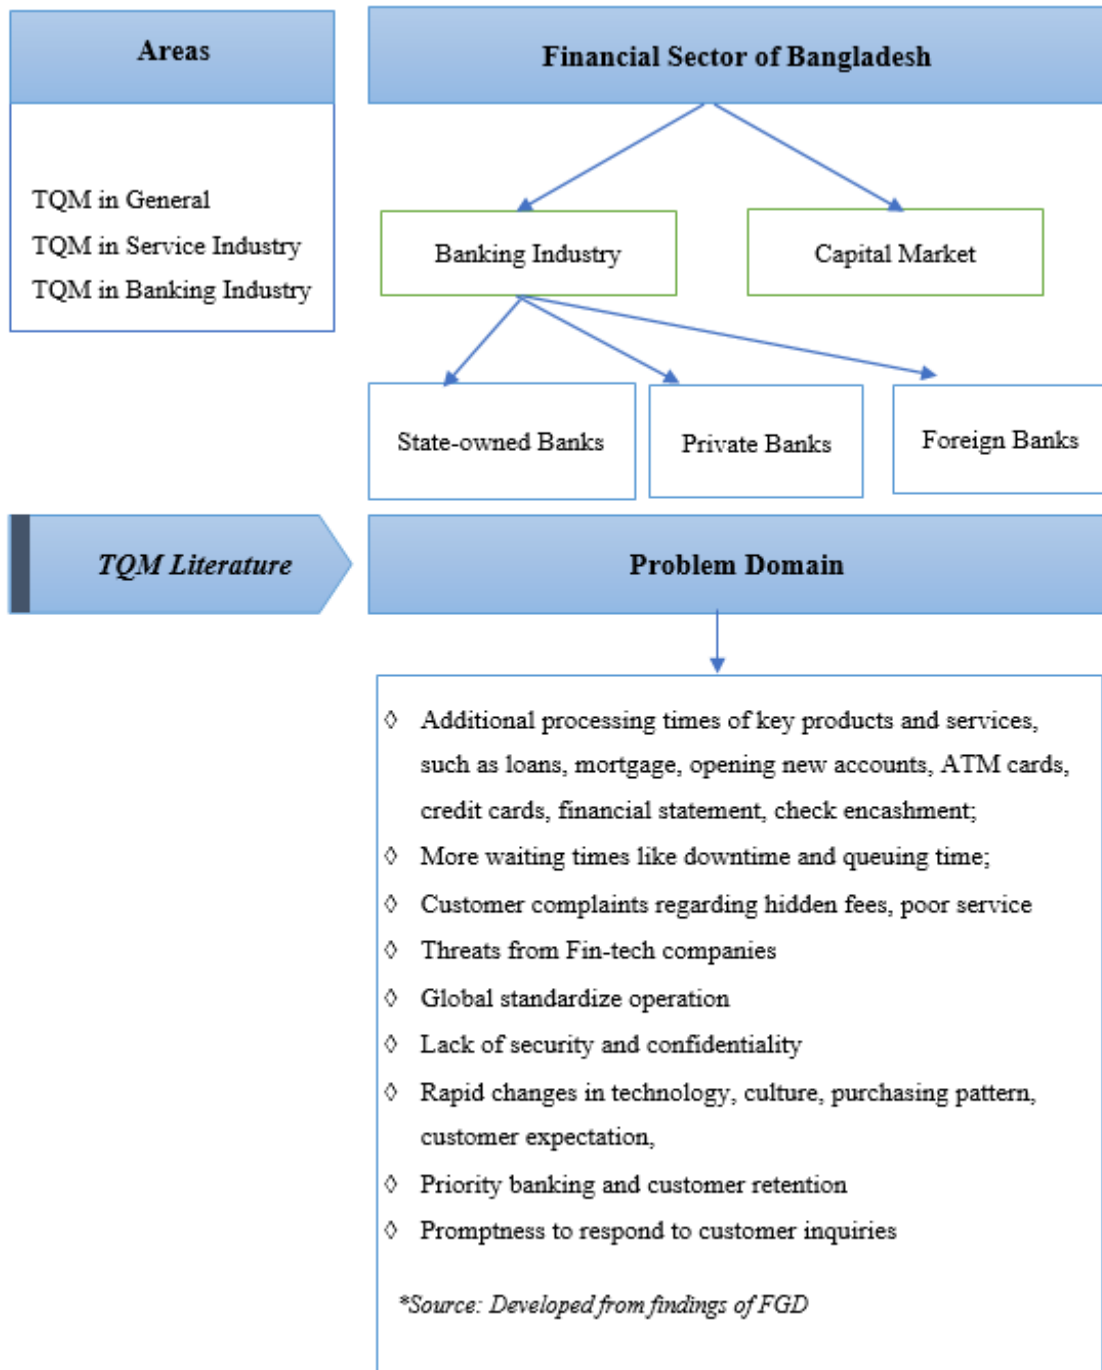 Areas
TQM in General
TQM in Service Industry
TQM in Banking Industry
Financial Sector of Bangladesh
Banking Industry
Capital Market
State-owned Banks
Private Banks
Foreign Banks
TQM Literature
Problem Domain
◊ Additional processing times of key products and services,
such as loans, mortgage, opening new accounts, ATM cards,
credit cards, financial statement, check encashment;
◊ More waiting times like downtime and queuing time;
◊ Customer complaints regarding hidden fees, poor service
◊ Threats from Fin-tech companies
◊ Global standardize operation
◊ Lack of security and confidentiality
◊ Rapid changes in technology, culture, purchasing pattern,
customer expectation,
◊ Priority banking and customer retention
◊ Promptness to respond to customer inquiries
*Source: Developed from findings of FGD